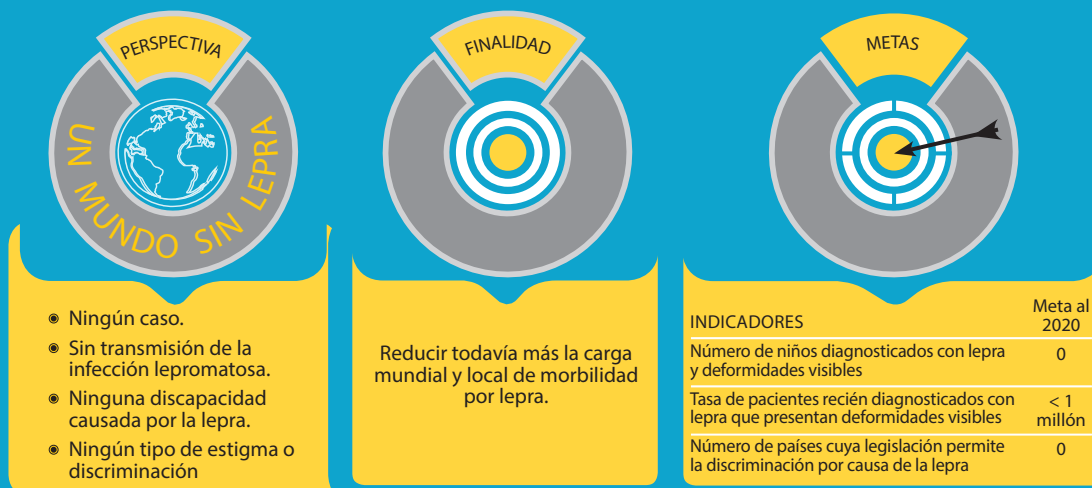 PERSPECTIVA
UN MUNDO SIN LEPRA
◉ Ningún caso.
◉ Sin transmisión de la
infección lepromatosa.
◉ Ninguna discapacidad
causada por la lepra.
◉ Ningún tipo de estigma o
discriminación
FINALIDAD
Reducir todavía más la carga
mundial y local de morbilidad
por lepra.
METAS
INDICADORES Meta al
2020
Número de niños diagnosticados con lepra
y deformidades visibles 0
Tasa de pacientes recién diagnosticados con < 1
lepra que presentan deformidades visibles millón
Número de países cuya legislación permite
la discriminación por causa de la lepra 0